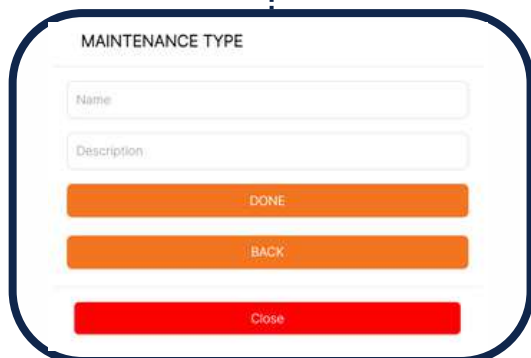 MAINTENANCE TYPE
Name
Description
DONE
BACK
Close